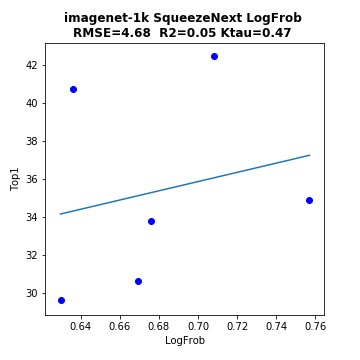 imagenet-1k SqueezeNext LogFrob
RMSE=4.68 R2=0.05 Ktau=0.47
42
40
38
36
34
32
30
Top1
0.64 0.66 0.68 0.70 0.72 0.74 0.76
LogFrob